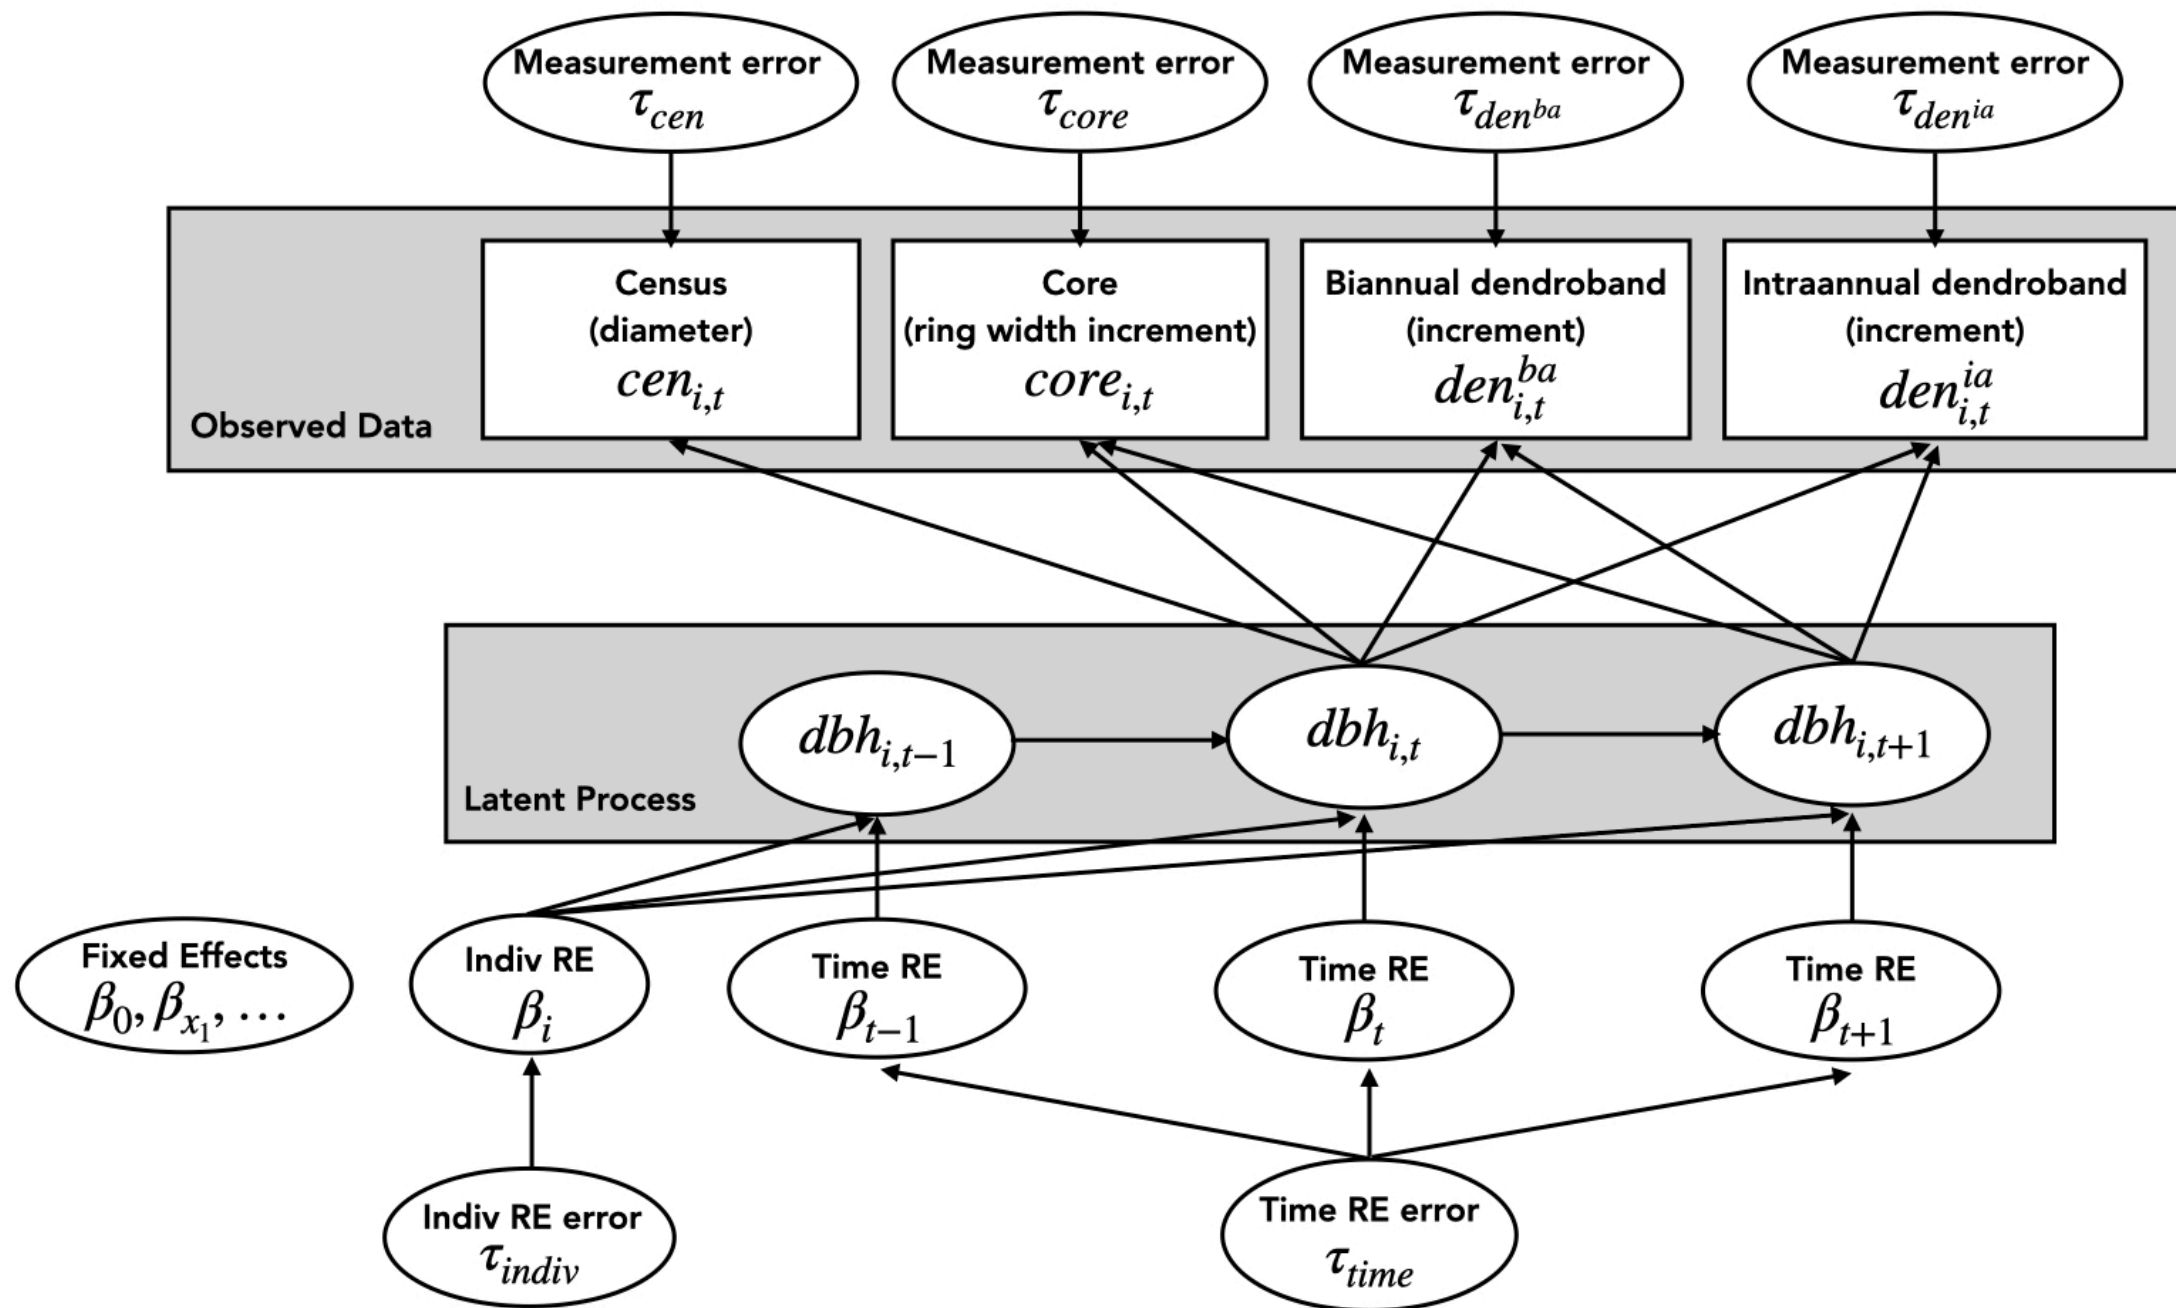 Measurement error
τ_cen
Measurement error
τ_core
Measurement error
τ_den^ba
Measurement error
τ_den^ia
Census
(diameter)
cen_i,t
Core
(ring width increment)
core_i,t
Biannual dendroband
(increment)
den^ba_i,t
Intraannual dendroband
(increment)
den^ia_i,t
Observed Data
dbh_i,t−1
dbh_i,t
dbh_i,t+1
Latent Process
Fixed Effects
β_0, β_x_1, …
Indiv RE
β_i
Time RE
β_t−1
Time RE
β_t
Time RE
β_t+1
Indiv RE error
τ_indiv
Time RE error
τ_time